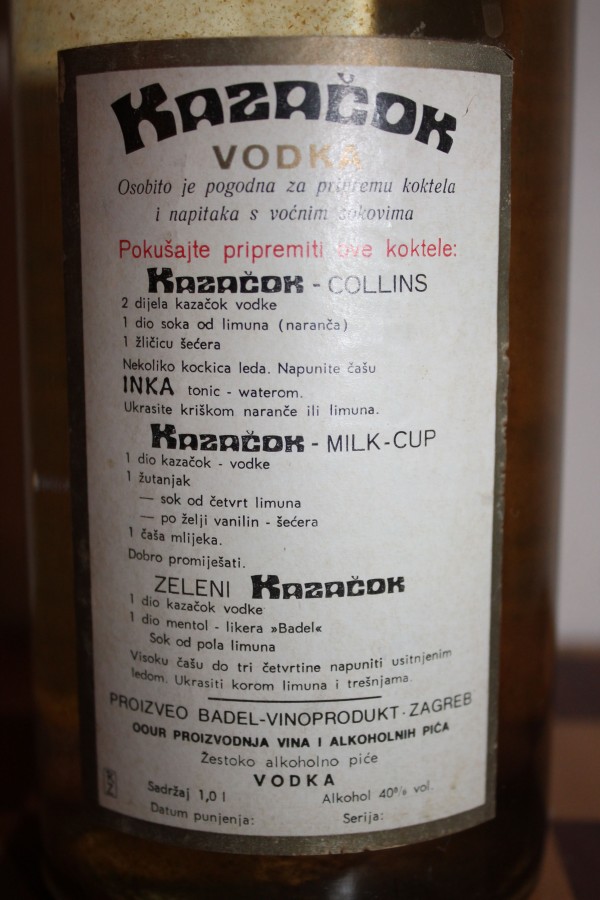 KAZAČOK
VODKA
Osobito je pogodna za pripremu koktela
i napitaka s voćnim sokovima
Pokušajte pripremiti ove koktele:
KAZAČOK - COLLINS
2 dijela kazačok vodke
1 dio soka od limuna (naranča)
1 žličicu šećera
Nekoliko kockica leda. Napunite čašu
INKA tonic - waterom.
Ukrasite kriškom naranče ili limuna.
KAZAČOK - MILK-CUP
1 dio kazačok - vodke
1 žutanjak
— sok od četvrt limuna
— po želji vanilin - šećera
1 čaša mlijeka.
Dobro promiješati.
ZELENI KAZAČOK
1 dio kazačok vodke
1 dio mentol - likera »Badel«
Sok od pola limuna
Visoku čašu do tri četvrtine napuniti usitnjenim
ledom. Ukrasiti korom limuna i trešnjama.
PROIZVEO BADEL-VINOPRODUKT - ZAGREB
OOUR PROIZVODNJA VINA I ALKOHOLNIH PIĆA
Žestoko alkoholno piće
VODKA
Sadržaj 1,0 l Alkohol 40% vol.
Datum punjenja: Serija: